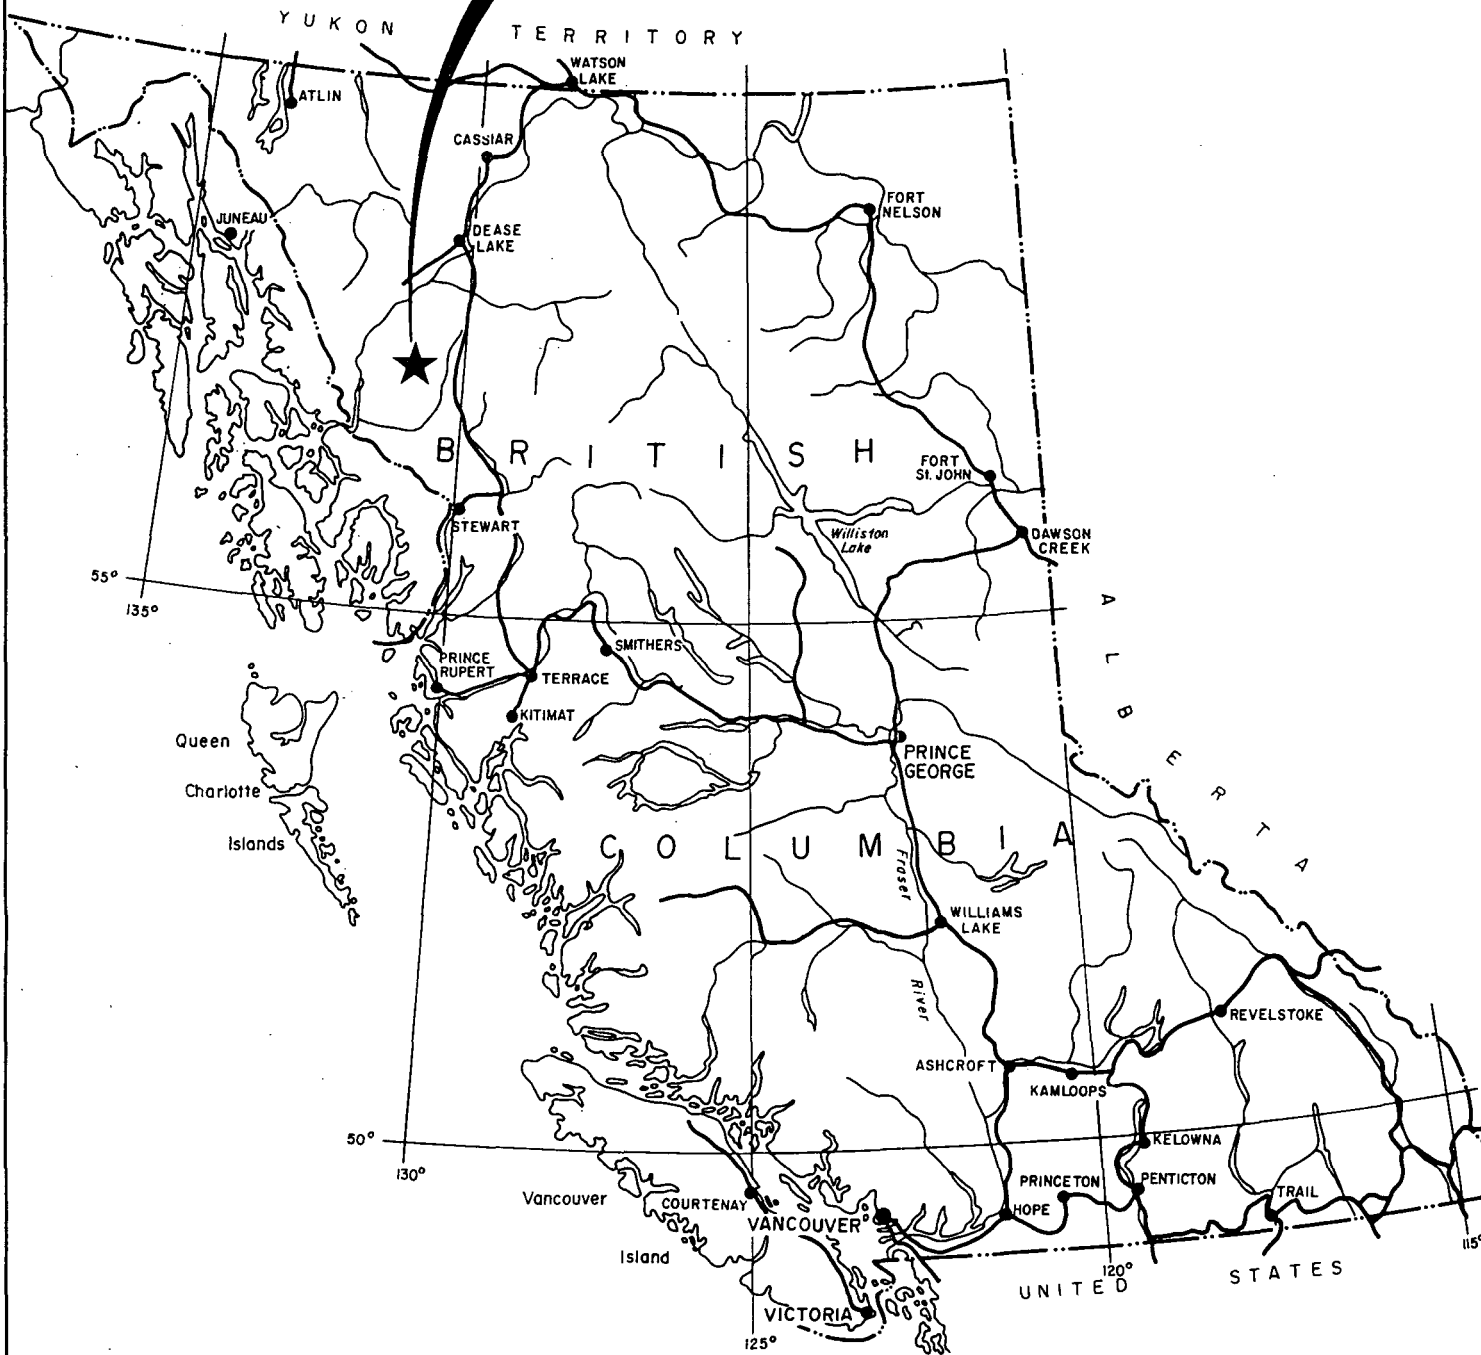 YUKON TERRITORY
WATSON
LAKE
ATLIN
CASSIAR
FORT
NELSON
JUNEAU
DEASE
LAKE
BRITISH
FORT
St. JOHN
STEWART
Williston
Lake
DAWSON
CREEK
55°
135°
ALBERTA
SMITHERS
PRINCE
RUPERT
TERRACE
KITIMAT
Queen
Charlotte
Islands
PRINCE
GEORGE
COLUMBIA
Fraser
River
WILLIAMS
LAKE
REVELSTOKE
ASHCROFT
KAMLOOPS
50°
130°
KELOWNA
PRINCETON
PENTICTON
TRAIL
Vancouver
Island
COURTENAY
VANCOUVER
HOPE
115°
120°
UNITED STATES
VICTORIA
125°